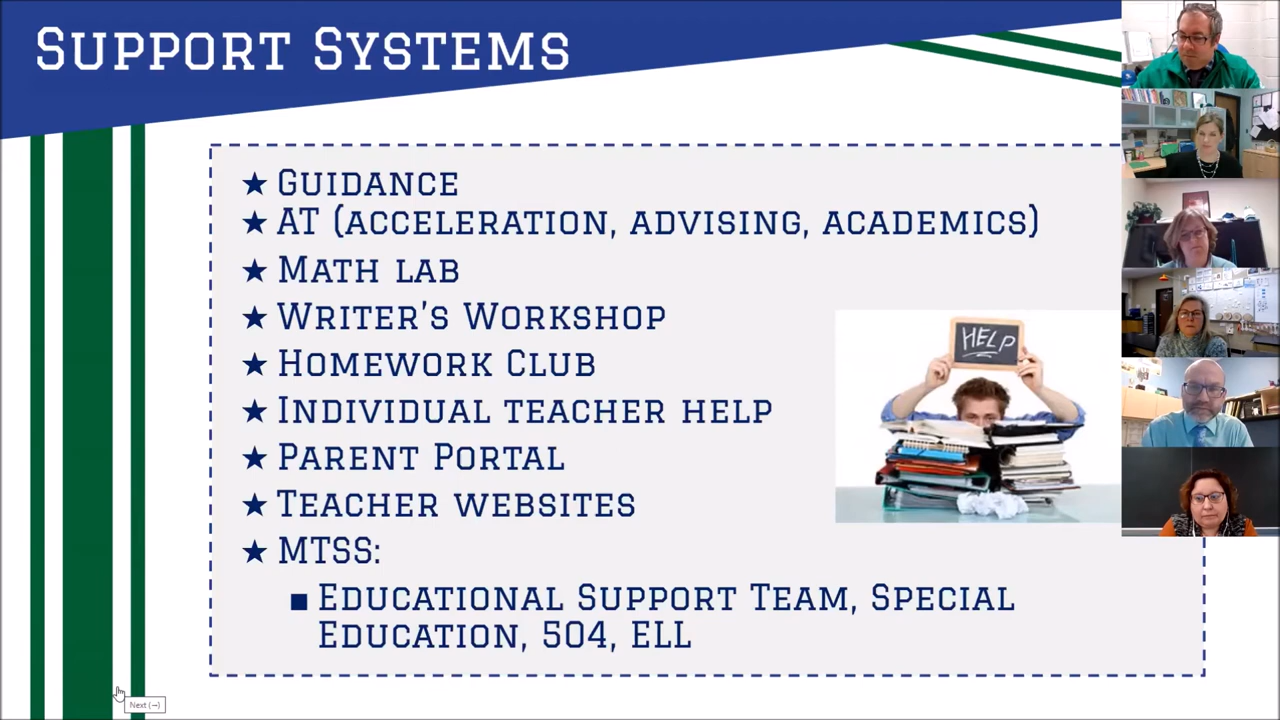 Support Systems
★ Guidance
★ AT (acceleration, advising, academics)
★ Math lab
★ Writer's Workshop
★ Homework Club
★ Individual teacher help
HELP
★ Parent Portal
★ Teacher websites
★ MTSS:
■ Educational Support Team, Special
Education, 504, ELL
Next (→)